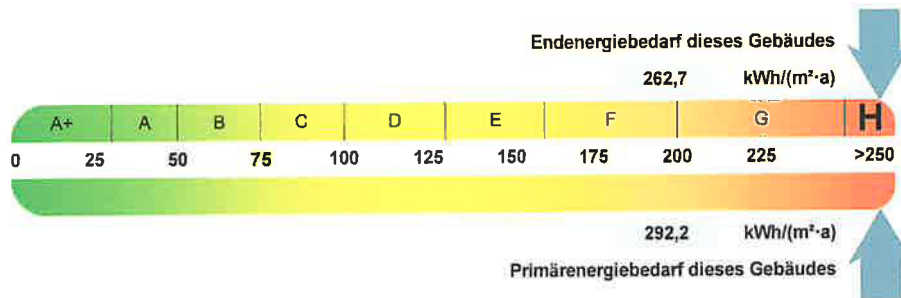 Endenergiebedarf dieses Gebäudes
262,7 kWh/(m²·a)
A+ A B C D E F G H
0 25 50 75 100 125 150 175 200 225 >250
292,2 kWh/(m²·a)
Primärenergiebedarf dieses Gebäudes